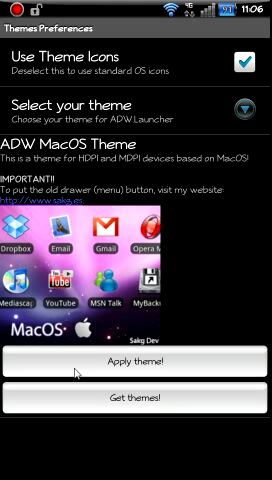 11:06
Themes Preferences
Use Theme Icons
Deselect this to use standard OS icons
Select your theme
Choose your theme for ADW.Launcher
ADW MacOS Theme
This is a theme for HDPI and MDPI devices based on MacOS!
IMPORTANT!!
To put the old drawer (menu) button, visit my website:
http://www.sakg.es
Dropbox Email Gmail Opera M
Mediascap YouTube MSN Talk MyBack
MacOS
Sakg Dev
Apply theme!
Get themes!